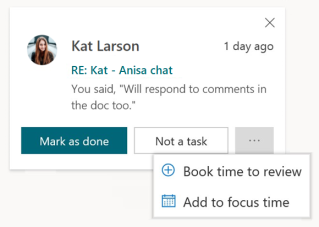 Kat Larson 1 day ago
RE: Kat - Anisa chat
You said, "Will respond to comments in
the doc too."
Mark as done Not a task ...
Book time to review
Add to focus time